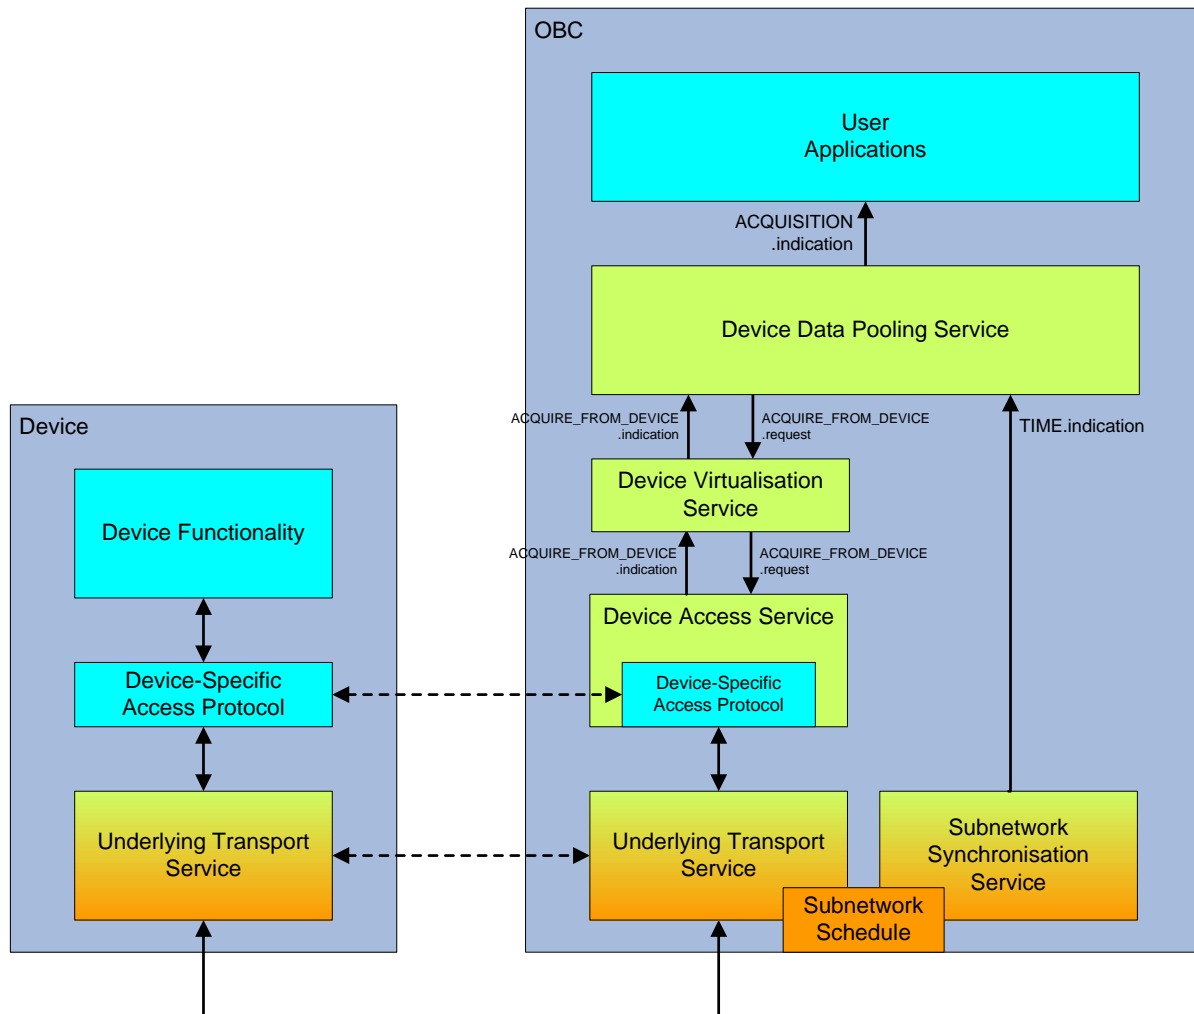 OBC
User
Applications
ACQUISITION
.indication
Device Data Pooling Service
ACQUIRE_FROM_DEVICE
.indication
ACQUIRE_FROM_DEVICE
.request
TIME.indication
Device Virtualisation
Service
ACQUIRE_FROM_DEVICE
.indication
ACQUIRE_FROM_DEVICE
.request
Device Access Service
Device-Specific
Access Protocol
Underlying Transport
Service
Subnetwork
Synchronisation
Service
Subnetwork
Schedule
Device
Device Functionality
Device-Specific
Access Protocol
Underlying Transport
Service